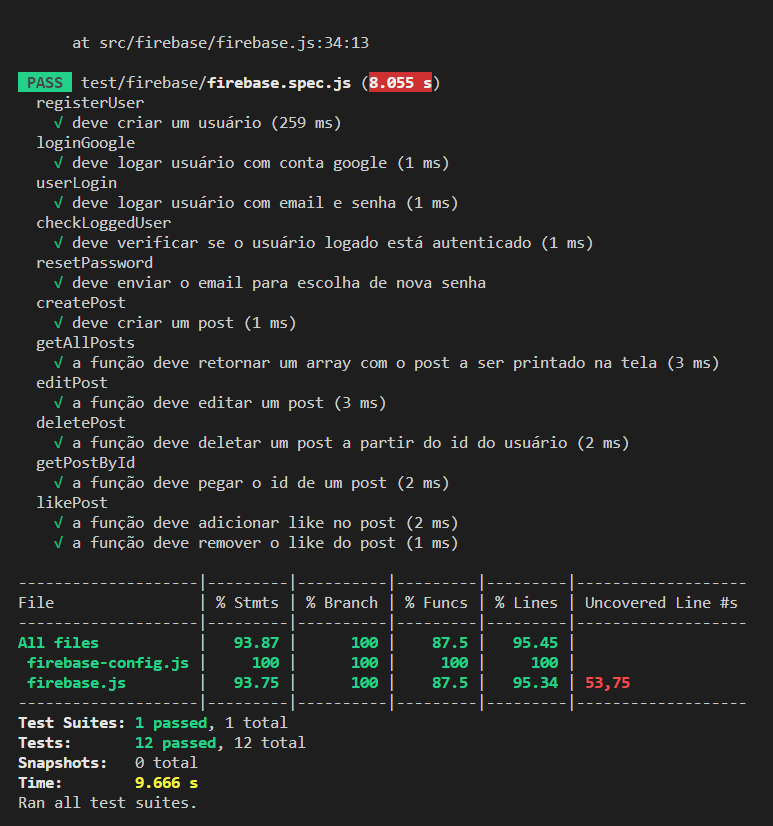 at src/firebase/firebase.js:34:13
PASS test/firebase/firebase.spec.js (8.055 s)
registerUser
√ deve criar um usuário (259 ms)
loginGoogle
√ deve logar usuário com conta google (1 ms)
userLogin
√ deve logar usuário com email e senha (1 ms)
checkLoggedUser
√ deve verificar se o usuário logado está autenticado (1 ms)
resetPassword
√ deve enviar o email para escolha de nova senha
createPost
√ deve criar um post (1 ms)
getAllPosts
√ a função deve retornar um array com o post a ser printado na tela (3 ms)
editPost
√ a função deve editar um post (3 ms)
deletePost
√ a função deve deletar um post a partir do id do usuário (2 ms)
getPostById
√ a função deve pegar o id de um post (2 ms)
likePost
√ a função deve adicionar like no post (2 ms)
√ a função deve remover o like do post (1 ms)
--------------------|---------|----------|---------|---------|-------------------
File                | % Stmts | % Branch | % Funcs | % Lines | Uncovered Line #s
--------------------|---------|----------|---------|---------|-------------------
All files           |   93.87 |      100 |    87.5 |   95.45 |
 firebase-config.js |     100 |      100 |     100 |     100 |
 firebase.js        |   93.75 |      100 |    87.5 |   95.34 | 53,75
--------------------|---------|----------|---------|---------|-------------------
Test Suites: 1 passed, 1 total
Tests:       12 passed, 12 total
Snapshots:   0 total
Time:        9.666 s
Ran all test suites.